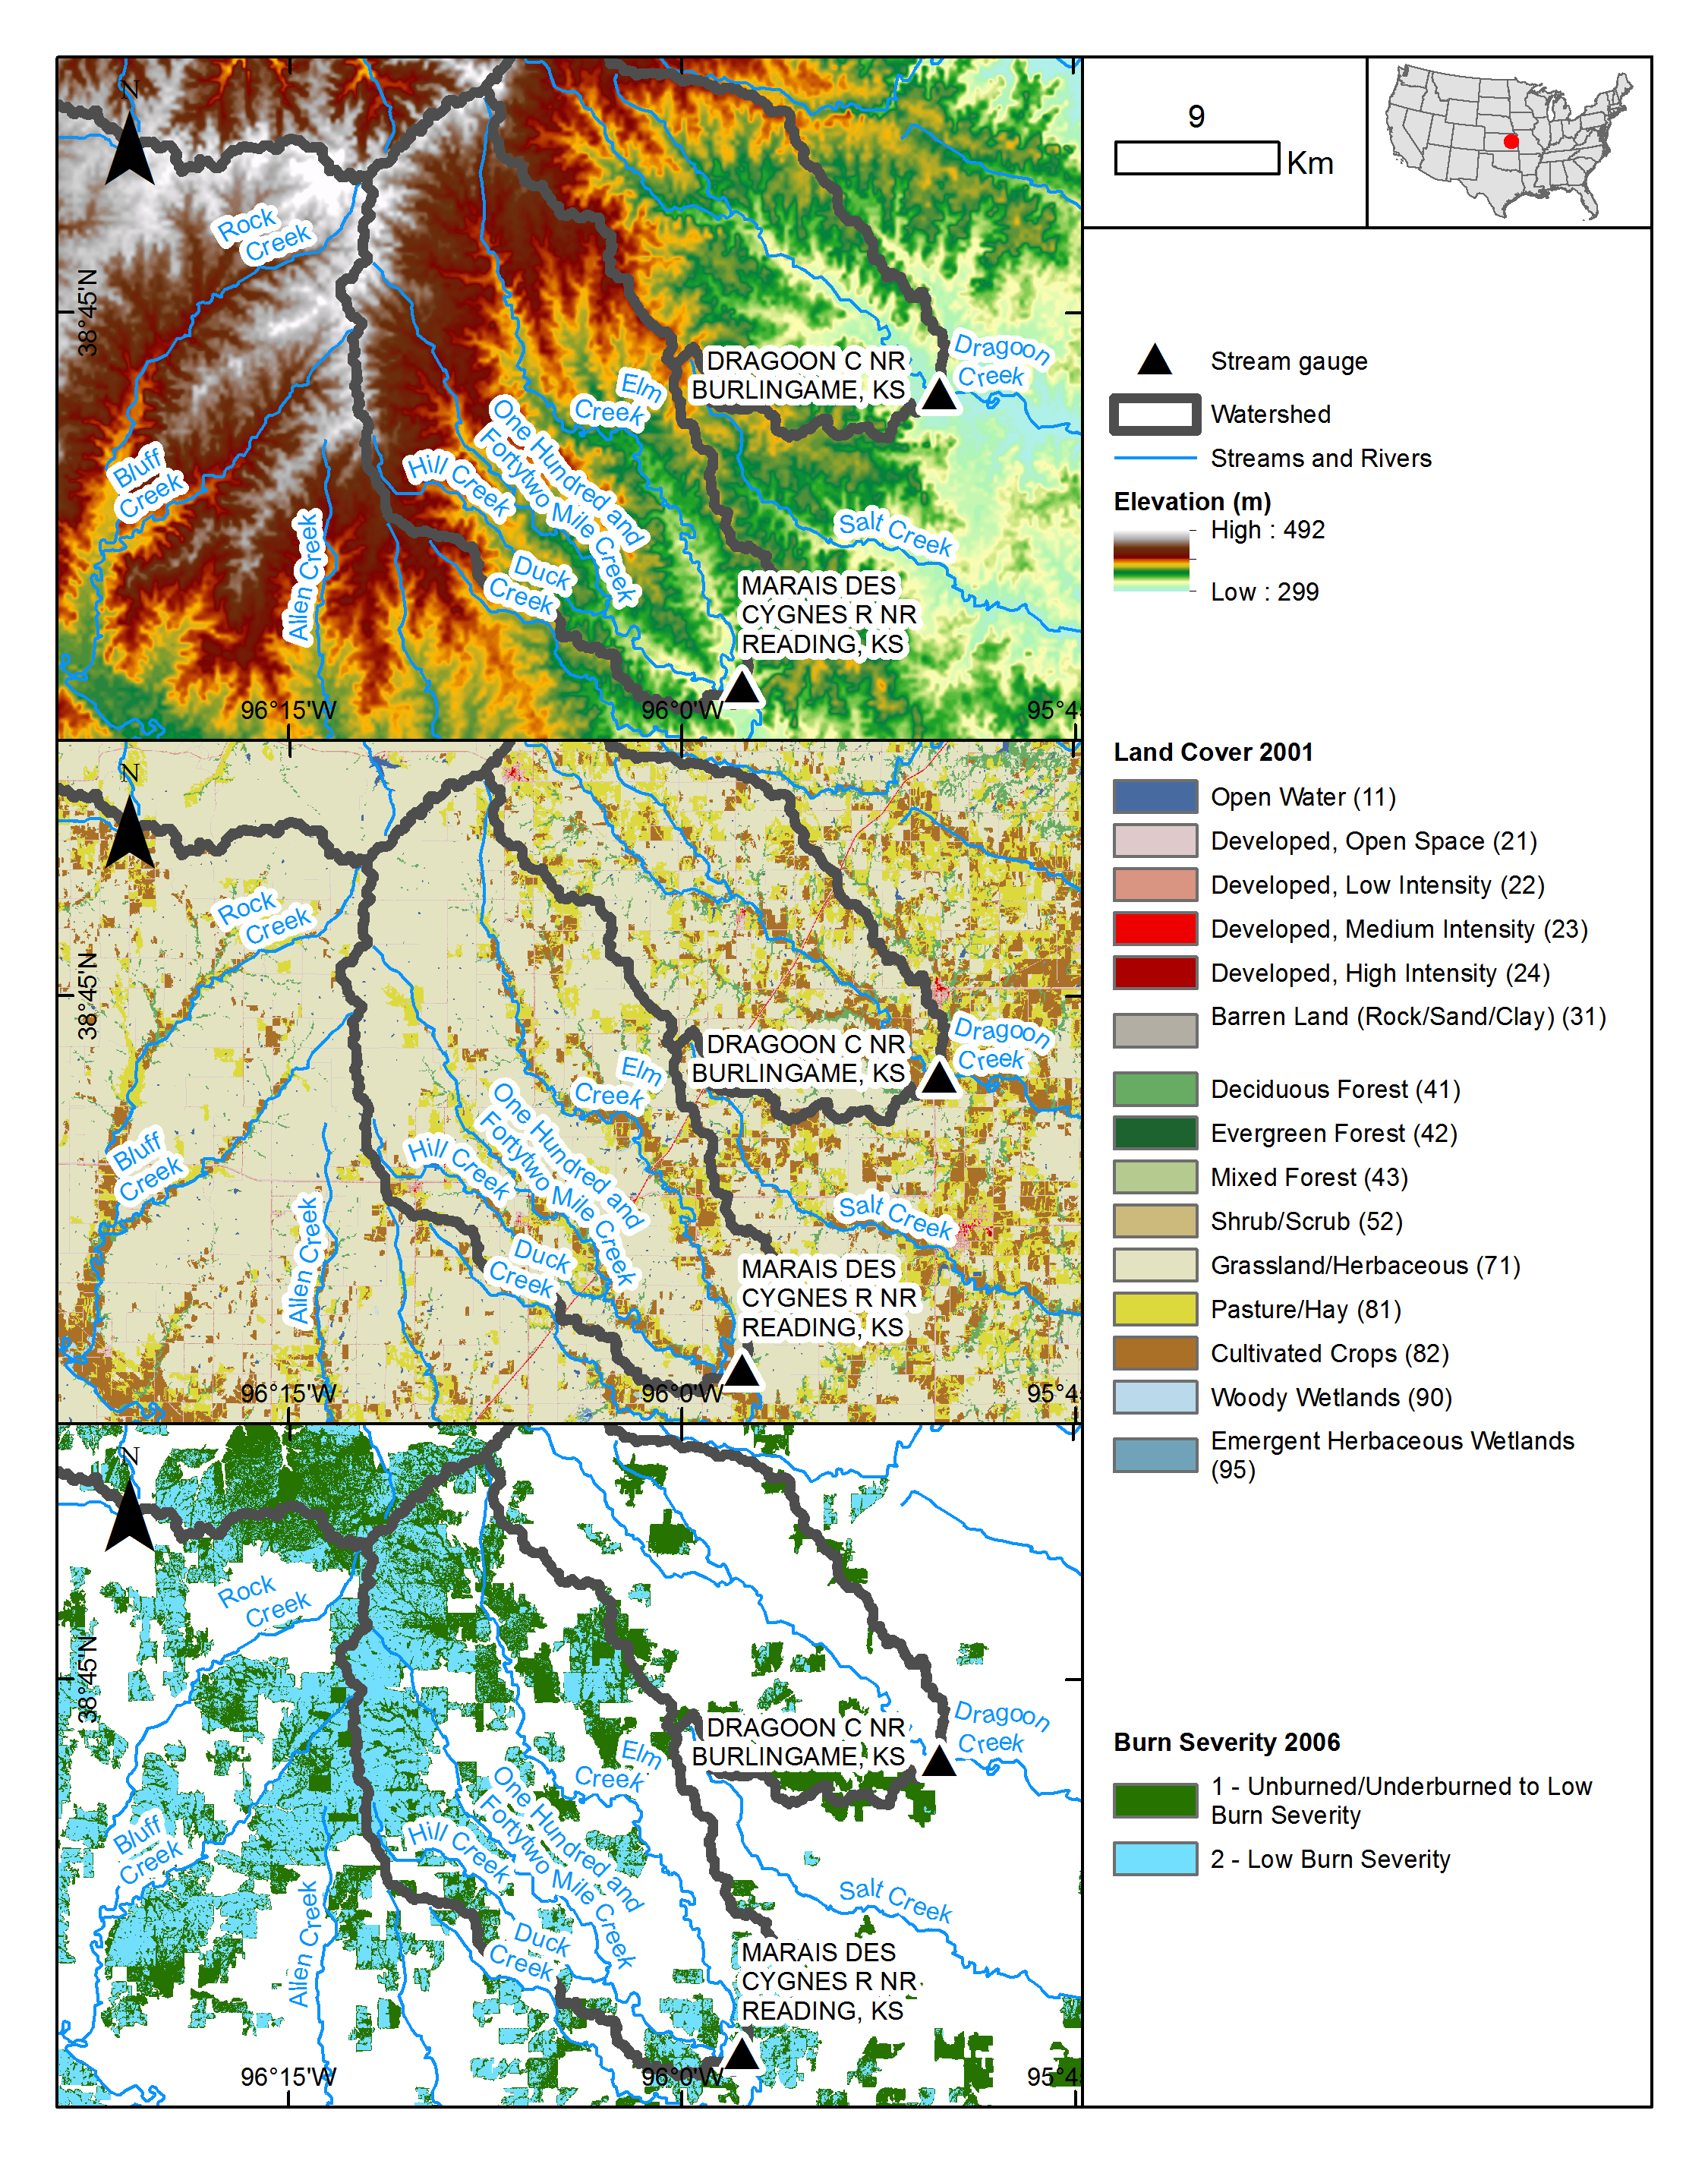 N
Rock
Creek
38°45'N
Bluff
Creek
Allen Creek
Hill Creek
One Hundred and
Fortytwo Mile Creek
Elm
Creek
Duck
Creek
DRAGOON C NR
BURLINGAME, KS
Dragoon
Creek
Salt Creek
MARAIS DES
CYGNES R NR
READING, KS
96°15'W
96°0'W
95°4
N
Rock
Creek
38°45'N
Bluff
Creek
Allen Creek
Hill Creek
One Hundred and
Fortytwo Mile Creek
Elm
Creek
Duck
Creek
DRAGOON C NR
BURLINGAME, KS
Dragoon
Creek
Salt Creek
MARAIS DES
CYGNES R NR
READING, KS
96°15'W
96°0'W
95°4
N
Rock
Creek
38°45'N
Bluff
Creek
Allen Creek
Hill Creek
One Hundred and
Fortytwo Mile Creek
Elm
Creek
Duck
Creek
DRAGOON C NR
BURLINGAME, KS
Dragoon
Creek
Salt Creek
MARAIS DES
CYGNES R NR
READING, KS
96°15'W
96°0'W
95°4
9
Km
Stream gauge
Watershed
Streams and Rivers
Elevation (m)
High : 492
Low : 299
Land Cover 2001
Open Water (11)
Developed, Open Space (21)
Developed, Low Intensity (22)
Developed, Medium Intensity (23)
Developed, High Intensity (24)
Barren Land (Rock/Sand/Clay) (31)
Deciduous Forest (41)
Evergreen Forest (42)
Mixed Forest (43)
Shrub/Scrub (52)
Grassland/Herbaceous (71)
Pasture/Hay (81)
Cultivated Crops (82)
Woody Wetlands (90)
Emergent Herbaceous Wetlands
(95)
Burn Severity 2006
1 - Unburned/Underburned to Low
Burn Severity
2 - Low Burn Severity